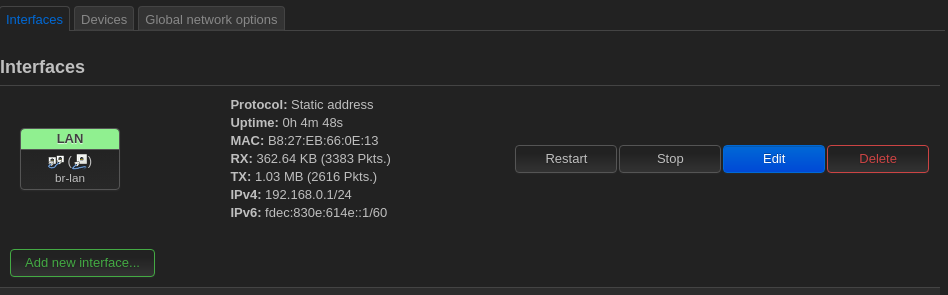 Interfaces Devices Global network options
Interfaces
Protocol: Static address
Uptime: 0h 4m 48s
LAN
MAC: B8:27:EB:66:0E:13
( )
RX: 362.64 KB (3383 Pkts.)
Restart Stop Edit Delete
br-lan
TX: 1.03 MB (2616 Pkts.)
IPv4: 192.168.0.1/24
IPv6: fdec:830e:614e::1/60
Add new interface...